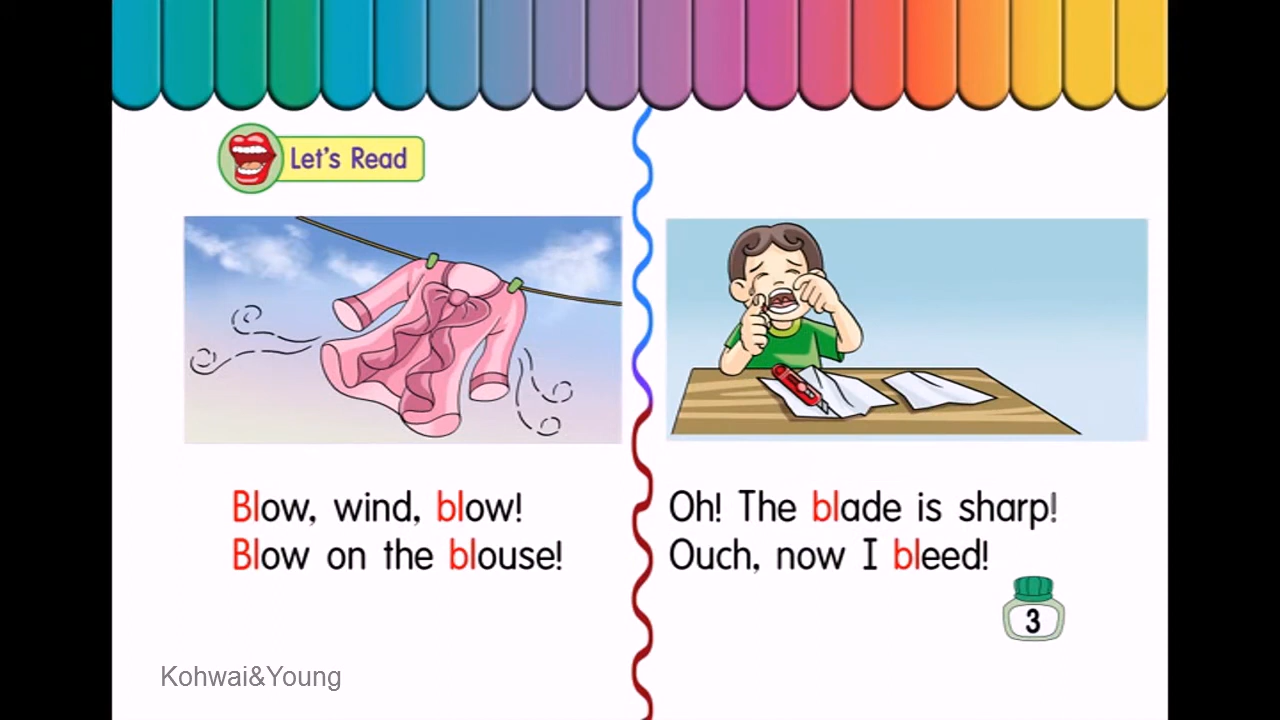 Let's Read
Blow, wind, blow!
Blow on the blouse!
Oh! The blade is sharp!
Ouch, now I bleed!
3
Kohwai&Young